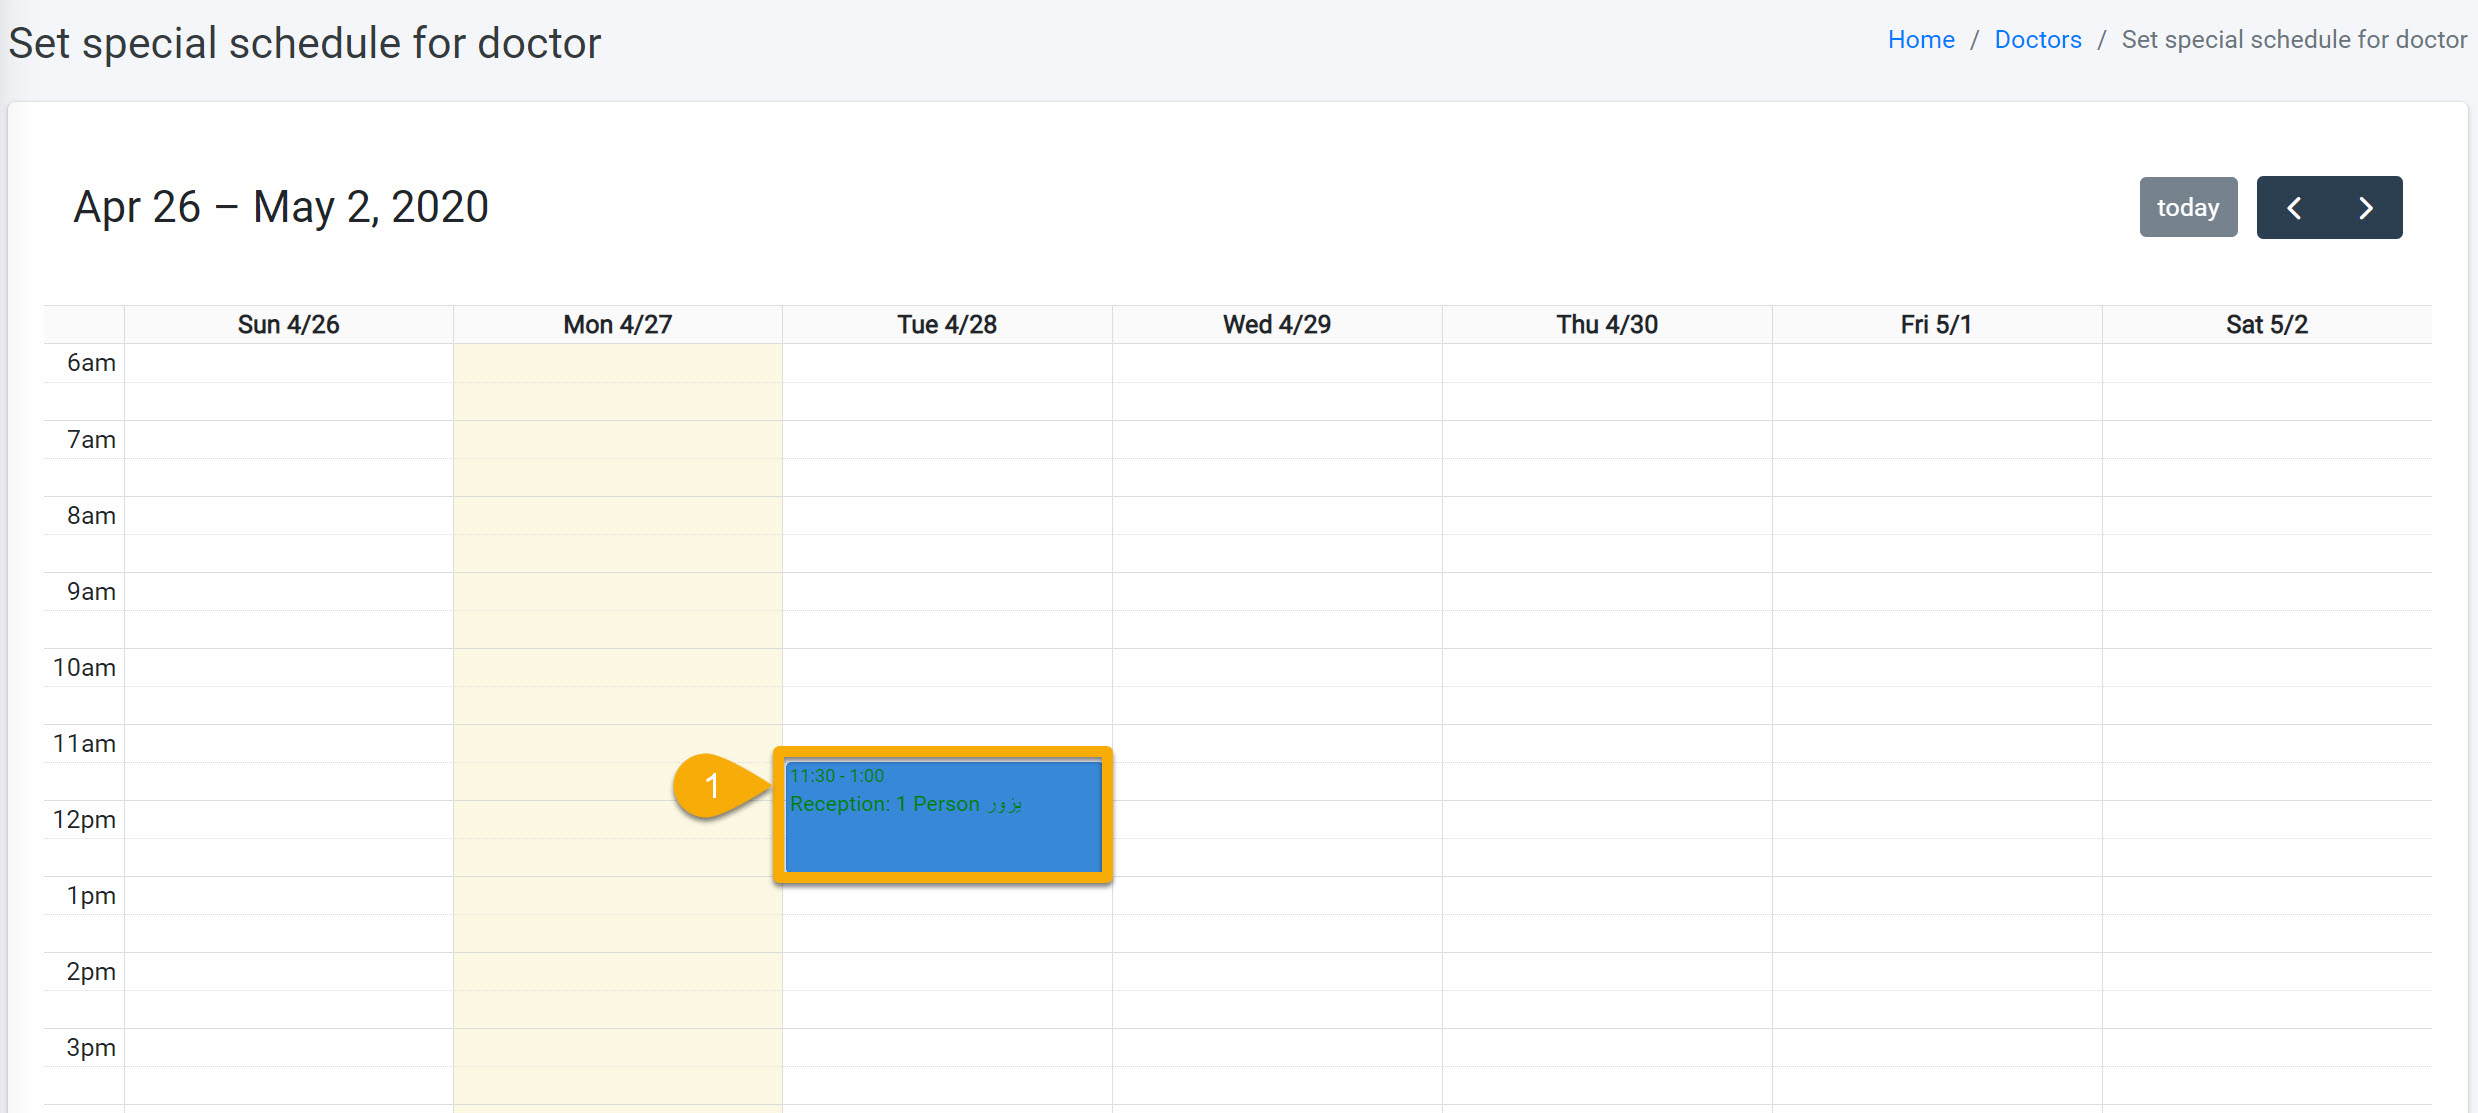 Set special schedule for doctor
Home / Doctors / Set special schedule for doctor
Apr 26 – May 2, 2020
today
Sun 4/26 Mon 4/27 Tue 4/28 Wed 4/29 Thu 4/30 Fri 5/1 Sat 5/2
6am
7am
8am
9am
10am
11am
1
11:30 - 1:00
Reception: 1 Person
12pm
1pm
2pm
3pm